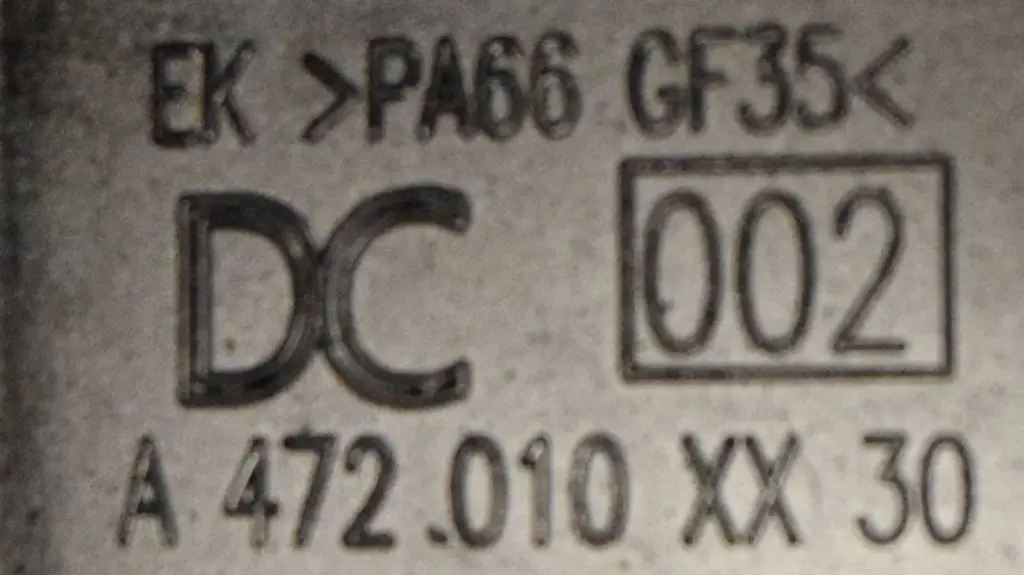 EK >PA66 GF35<
DC 002
A 472.010 XX 30